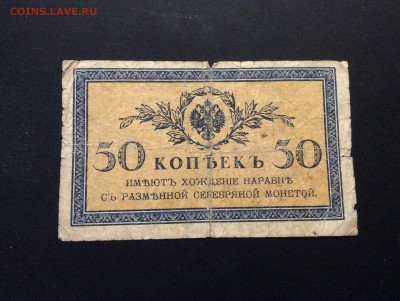 COINS.LAVE.RU
50 КОПѢЕКЪ 50
ИМѢЮТЪ ХОЖДЕНІЕ НАРАВНѢ
СЪ РАЗМѢННОЙ СЕРЕБРЯНОЙ МОНЕТОЙ.